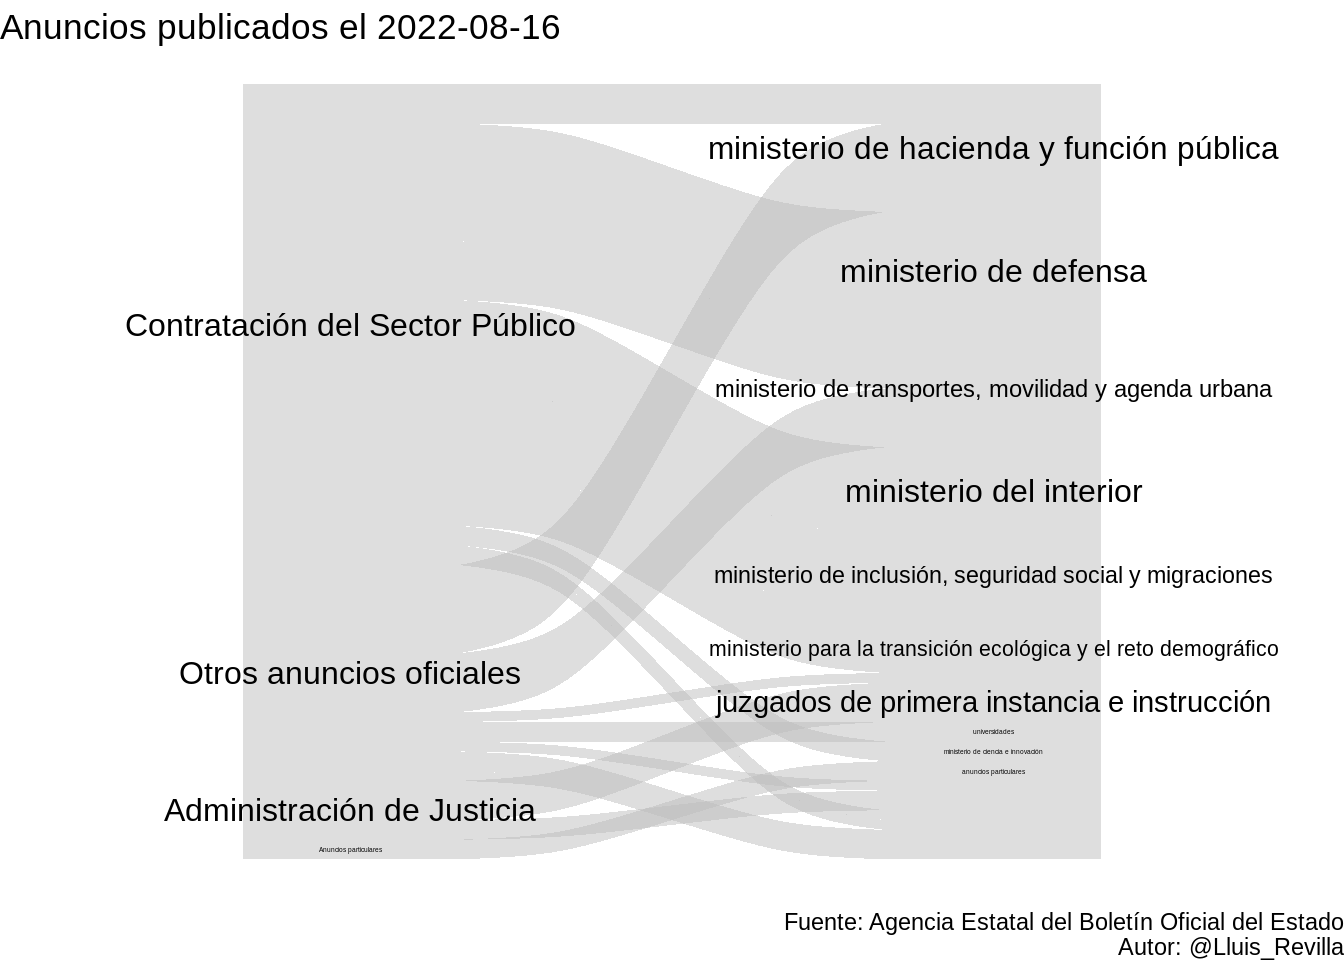 Anuncios publicados el 2022-08-16
ministerio de hacienda y función pública
ministerio de defensa
Contratación del Sector Público
ministerio de transportes, movilidad y agenda urbana
ministerio del interior
ministerio de inclusión, seguridad social y migraciones
ministerio para la transición ecológica y el reto demográfico
Otros anuncios oficiales
juzgados de primera instancia e instrucción
universidades
ministerio de ciencia e innovación
anuncios particulares
Administración de Justicia
Anuncios particulares
Fuente: Agencia Estatal del Boletín Oficial del Estado
Autor: @Lluis_Revilla